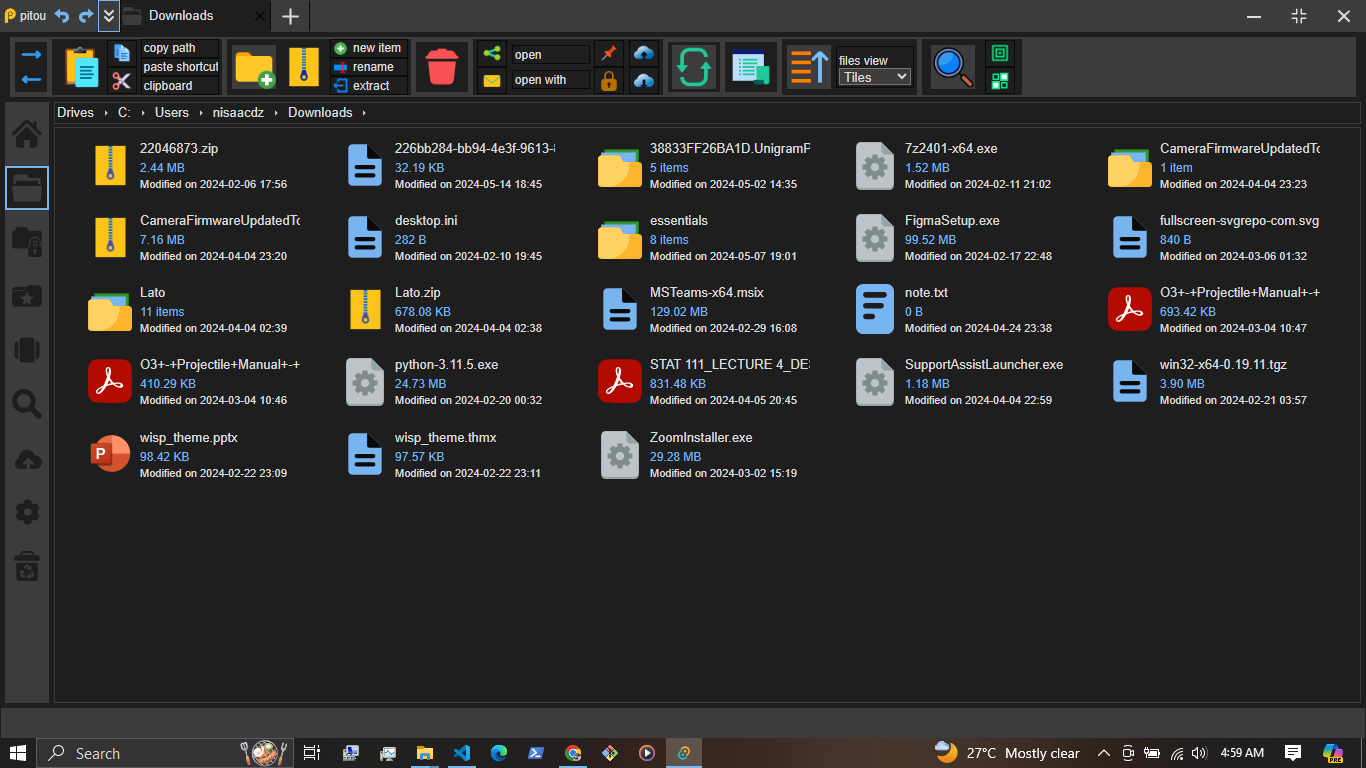 pitou
Downloads
copy path
paste shortcut
clipboard
new item
rename
extract
open
open with
files view
Tiles
Drives C: Users nisaacdz Downloads
22046873.zip
2.44 MB
Modified on 2024-02-06 17:56
226bb284-bb94-4e3f-9613-
32.19 KB
Modified on 2024-05-14 18:45
38833FF26BA1D.UnigramP
5 items
Modified on 2024-05-02 14:35
7z2401-x64.exe
1.52 MB
Modified on 2024-02-11 21:02
CameraFirmwareUpdatedTo
1 item
Modified on 2024-04-04 23:23
CameraFirmwareUpdatedTo
7.16 MB
Modified on 2024-04-04 23:20
desktop.ini
282 B
Modified on 2024-02-10 19:45
essentials
8 items
Modified on 2024-05-07 19:01
FigmaSetup.exe
99.52 MB
Modified on 2024-02-17 22:48
fullscreen-svgrepo-com.svg
840 B
Modified on 2024-03-06 01:32
Lato
11 items
Modified on 2024-04-04 02:39
Lato.zip
678.08 KB
Modified on 2024-04-04 02:38
MSTeams-x64.msix
129.02 MB
Modified on 2024-02-29 16:08
note.txt
0 B
Modified on 2024-04-24 23:38
O3+-+Projectile+Manual+-+
693.42 KB
Modified on 2024-03-04 10:47
O3+-+Projectile+Manual+-+
410.29 KB
Modified on 2024-03-04 10:46
python-3.11.5.exe
24.73 MB
Modified on 2024-02-20 00:32
STAT 111_LECTURE 4_DES
831.48 KB
Modified on 2024-04-05 20:45
SupportAssistLauncher.exe
1.18 MB
Modified on 2024-04-04 22:59
win32-x64-0.19.11.tgz
3.90 MB
Modified on 2024-02-21 03:57
wisp_theme.pptx
98.42 KB
Modified on 2024-02-22 23:09
wisp_theme.thmx
97.57 KB
Modified on 2024-02-22 23:11
ZoomInstaller.exe
29.28 MB
Modified on 2024-03-02 15:19
Search
27°C Mostly clear
4:59 AM